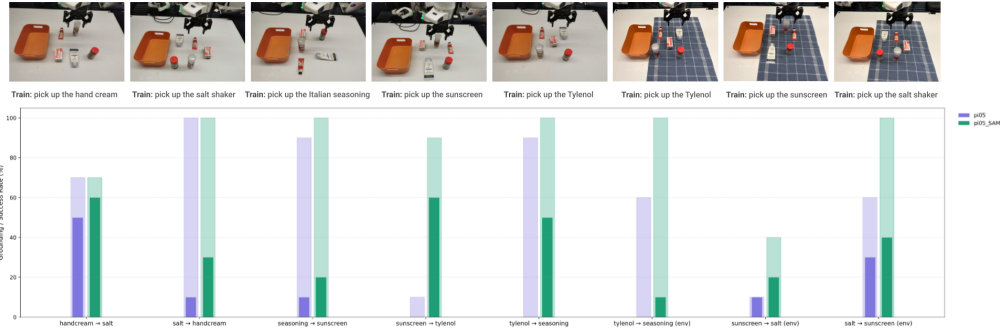 Train: pick up the hand cream
Train: pick up the salt shaker
Train: pick up the Italian seasoning
Train: pick up the sunscreen
Train: pick up the Tylenol
Train: pick up the Tylenol
Train: pick up the sunscreen
Train: pick up the salt shaker
pi05
pi05_SAM
100
80
60
40
20
0
Grounding / Success Rate (%)
handcream → salt
salt → handcream
seasoning → sunscreen
sunscreen → tylenol
tylenol → seasoning
tylenol → seasoning (env)
sunscreen → salt (env)
salt → sunscreen (env)